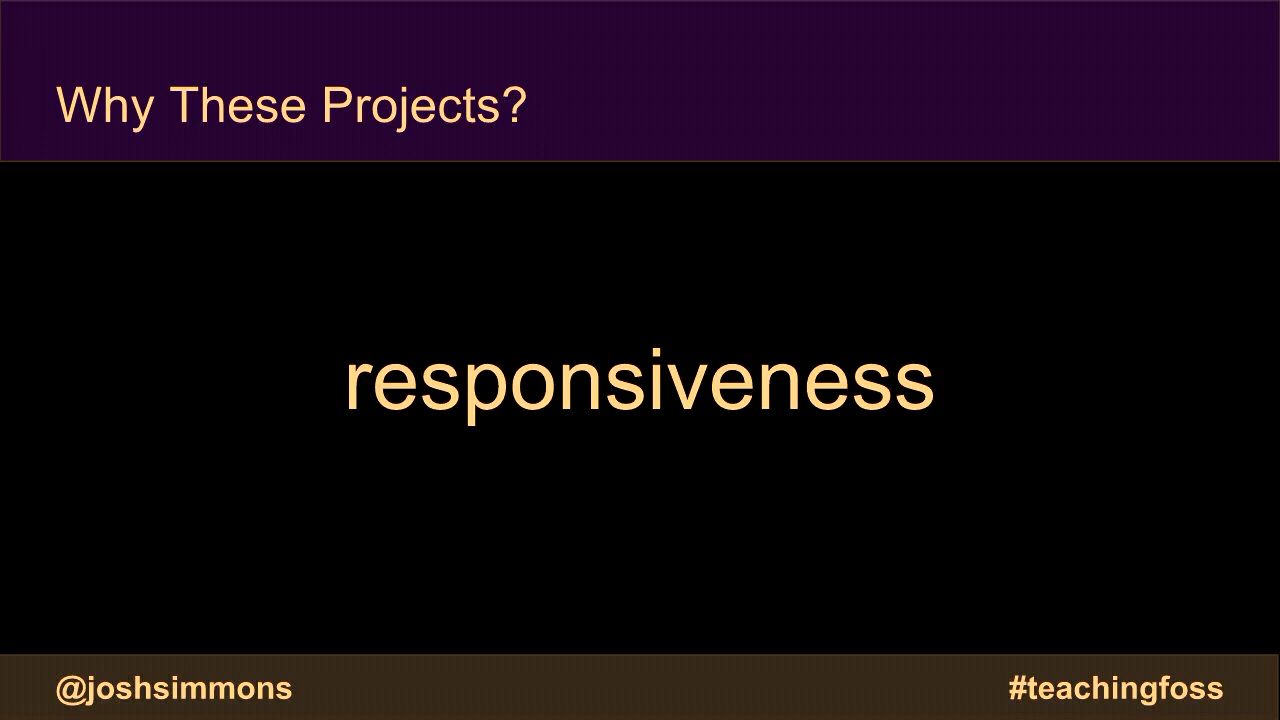 Why These Projects?
responsiveness
@joshsimmons
#teachingfoss